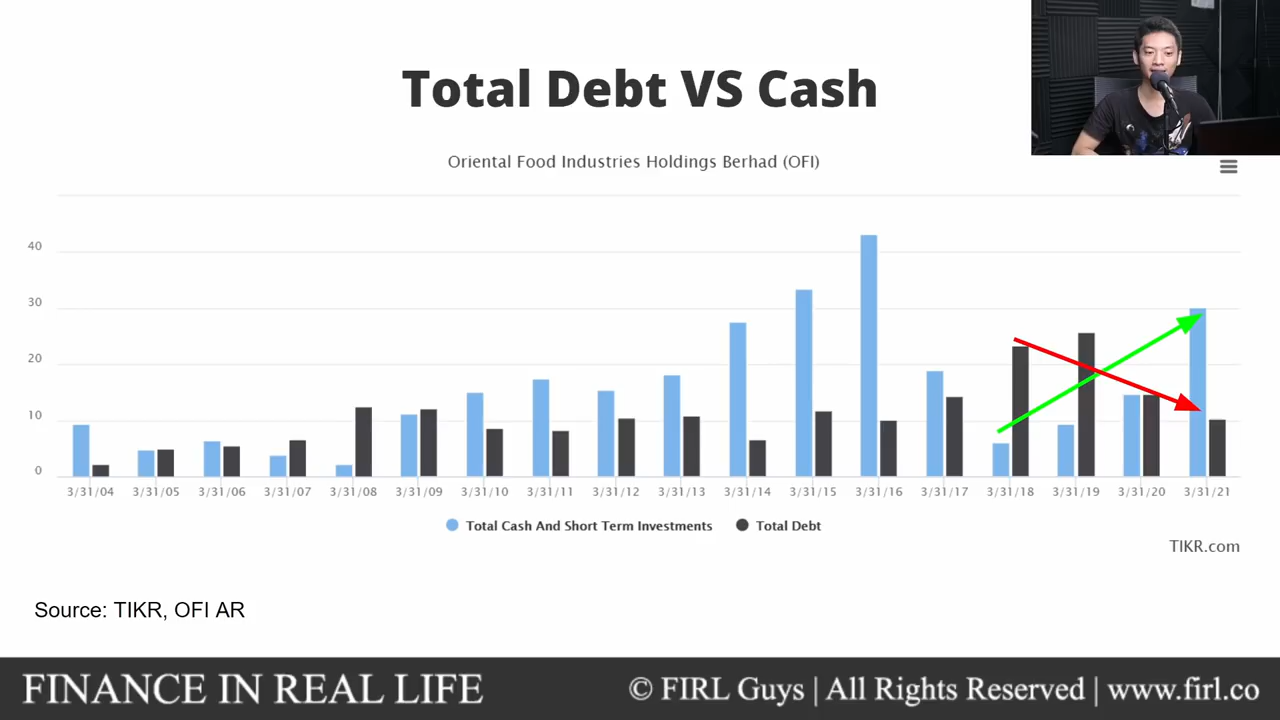 Total Debt VS Cash
Oriental Food Industries Holdings Berhad (OFI)
40
30
20
10
0
3/31/04 3/31/05 3/31/06 3/31/07 3/31/08 3/31/09 3/31/10 3/31/11 3/31/12 3/31/13 3/31/14 3/31/15 3/31/16 3/31/17 3/31/18 3/31/19 3/31/20 3/31/21
Total Cash And Short Term Investments Total Debt
TIKR.com
Source: TIKR, OFI AR
FINANCE IN REAL LIFE
© FIRL Guys | All Rights Reserved | www.firl.co